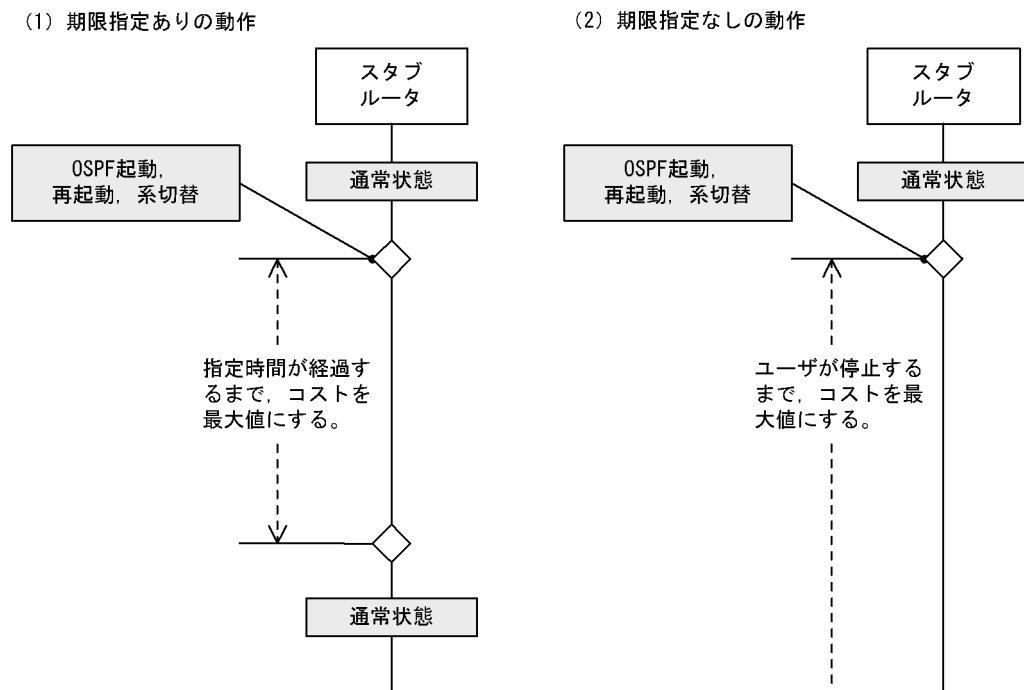 (1) 期限指定ありの動作
スタブ
ルータ
OSPF起動,
再起動, 系切替
通常状態
指定時間が経過す
るまで, コストを
最大値にする。
通常状態
(2) 期限指定なしの動作
スタブ
ルータ
OSPF起動,
再起動, 系切替
通常状態
ユーザが停止する
まで, コストを最
大値にする。